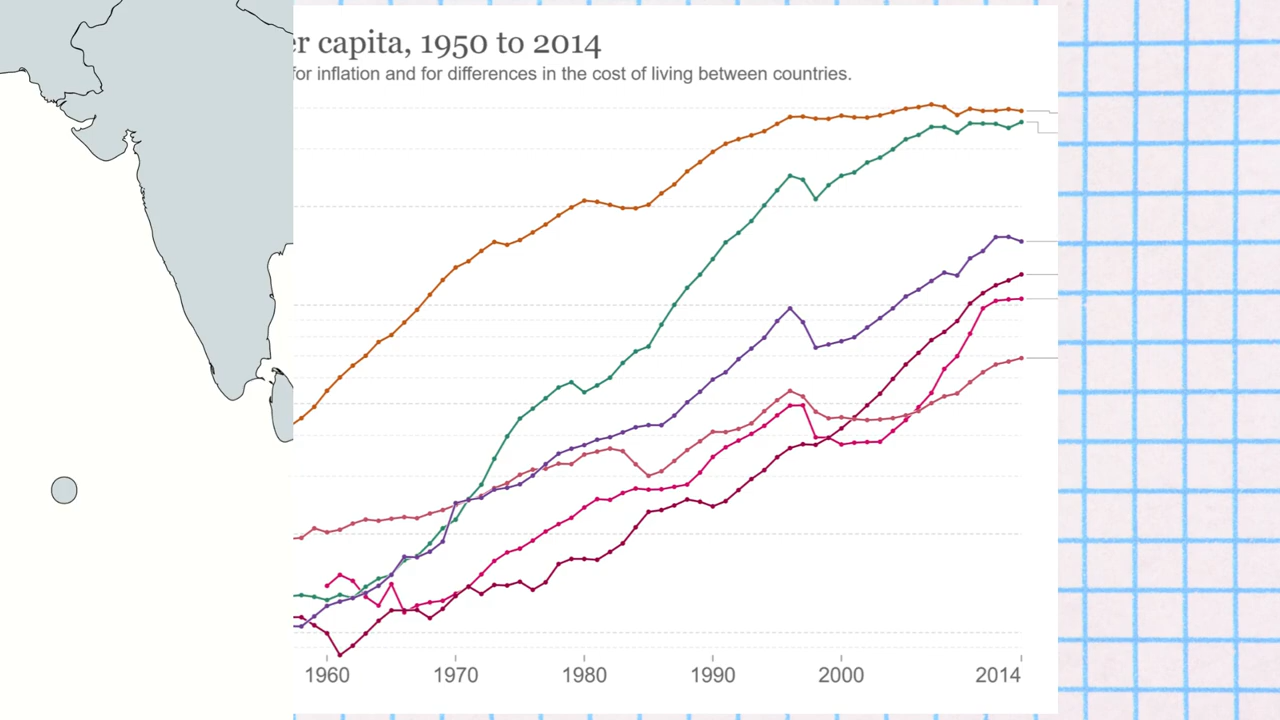 er capita, 1950 to 2014
for inflation and for differences in the cost of living between countries.
1960 1970 1980 1990 2000 2014